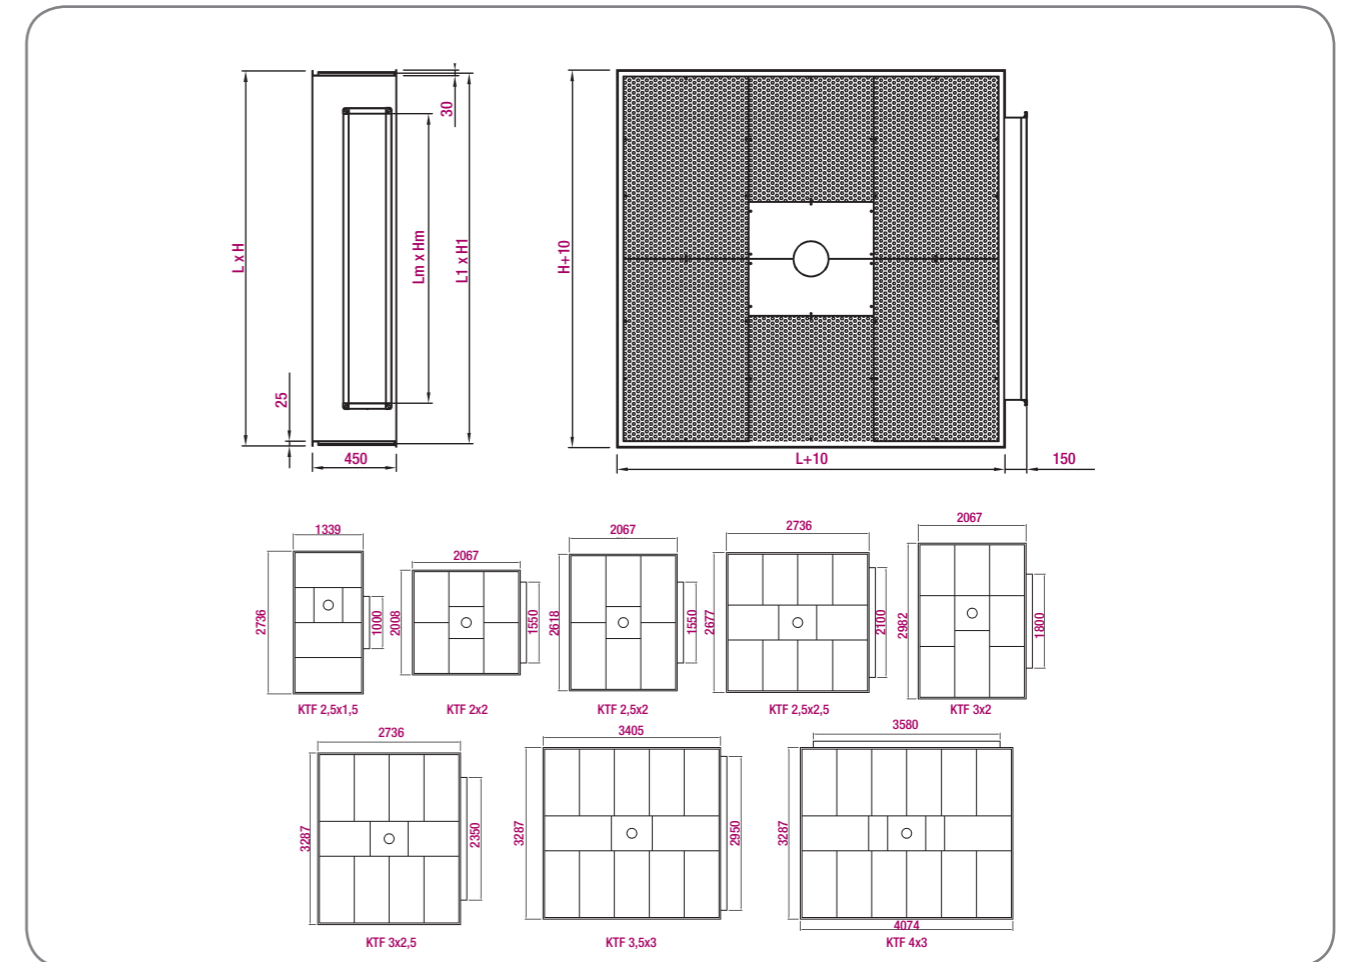 30
L x H
Lm x Hm
L1 x H1
25
450
H+10
L+10
150
1339
2736
1000
KTF 2,5x1,5
2067
2008
1550
KTF 2x2
2067
2618
1550
KTF 2,5x2
2736
2677
2100
KTF 2,5x2,5
2067
2982
1800
KTF 3x2
2736
3287
2350
KTF 3x2,5
3405
3287
2950
KTF 3,5x3
3580
3287
4074
KTF 4x3